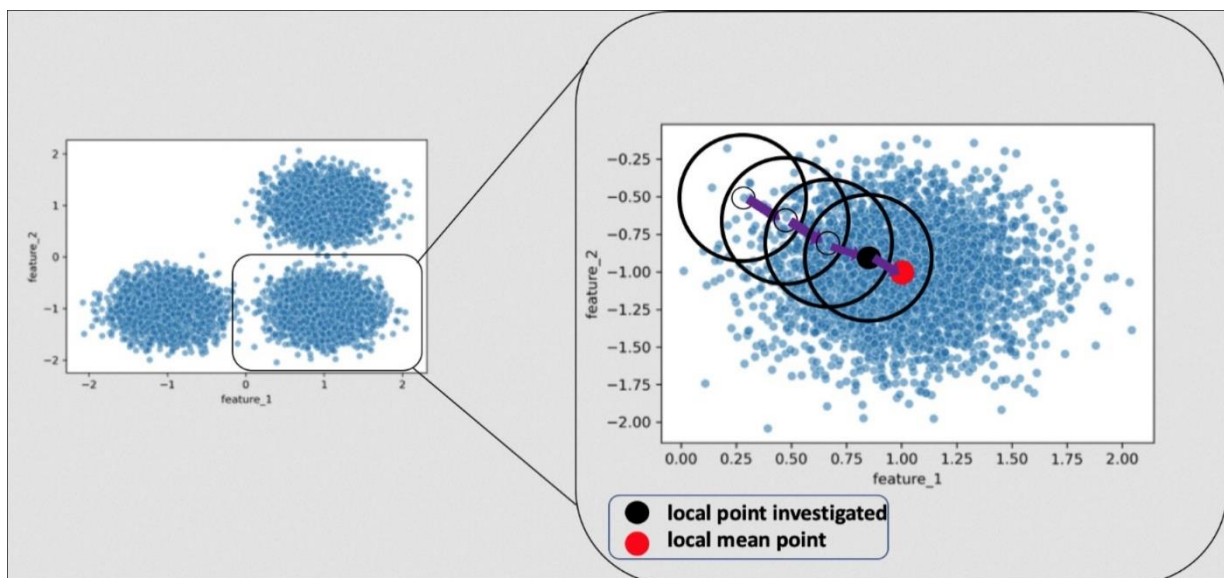 2
1
0
−1
−2
feature_2
−2 −1 0 1 2
feature_1
−0.25
−0.50
−0.75
−1.00
−1.25
−1.50
−1.75
−2.00
feature_2
0.00 0.25 0.50 0.75 1.00 1.25 1.50 1.75 2.00
feature_1
local point investigated
local mean point